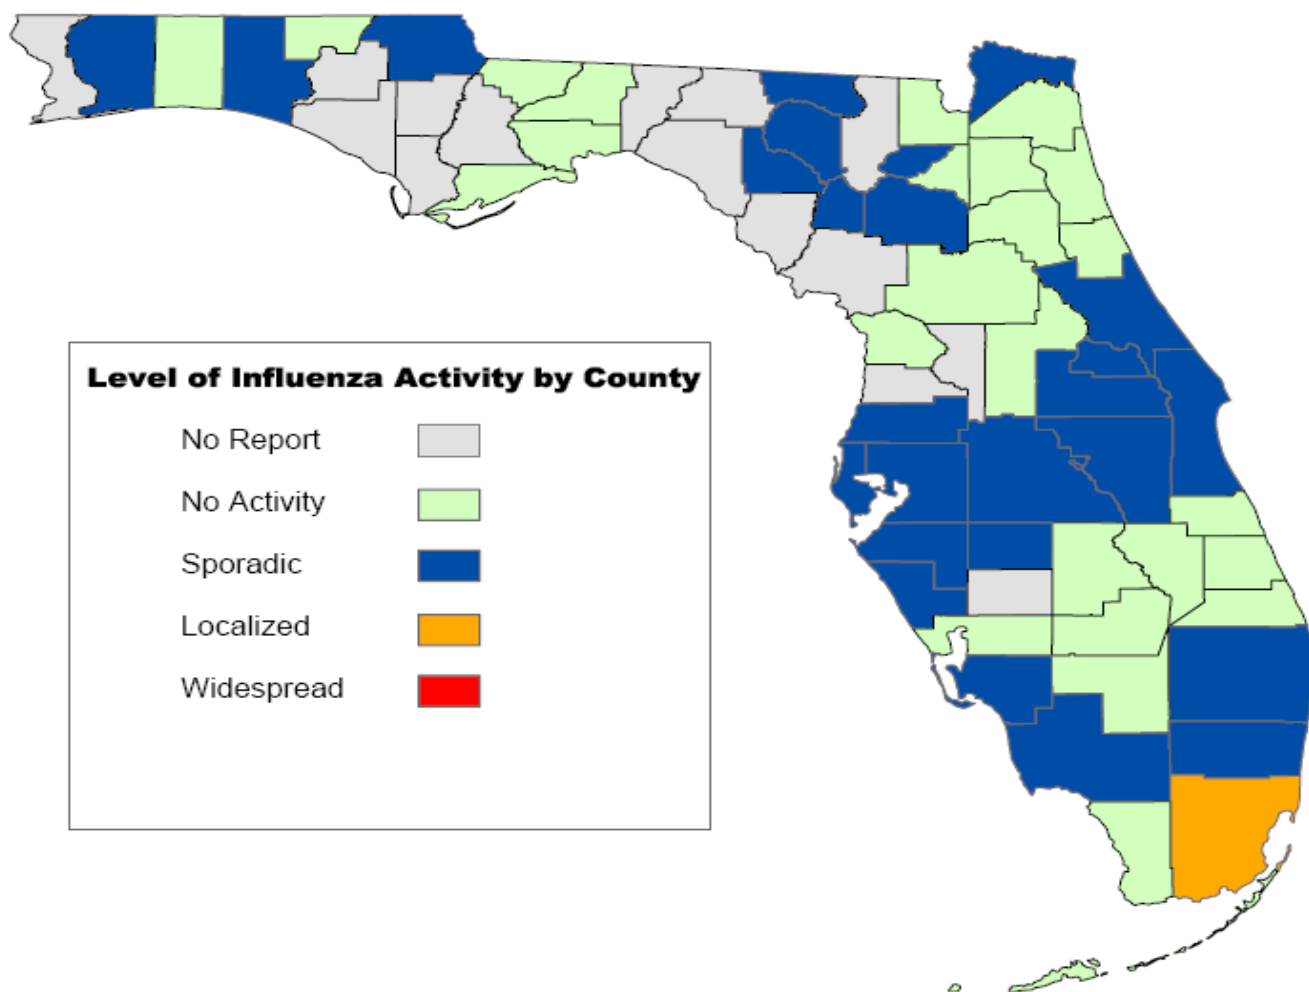 Level of Influenza Activity by County
No Report
No Activity
Sporadic
Localized
Widespread